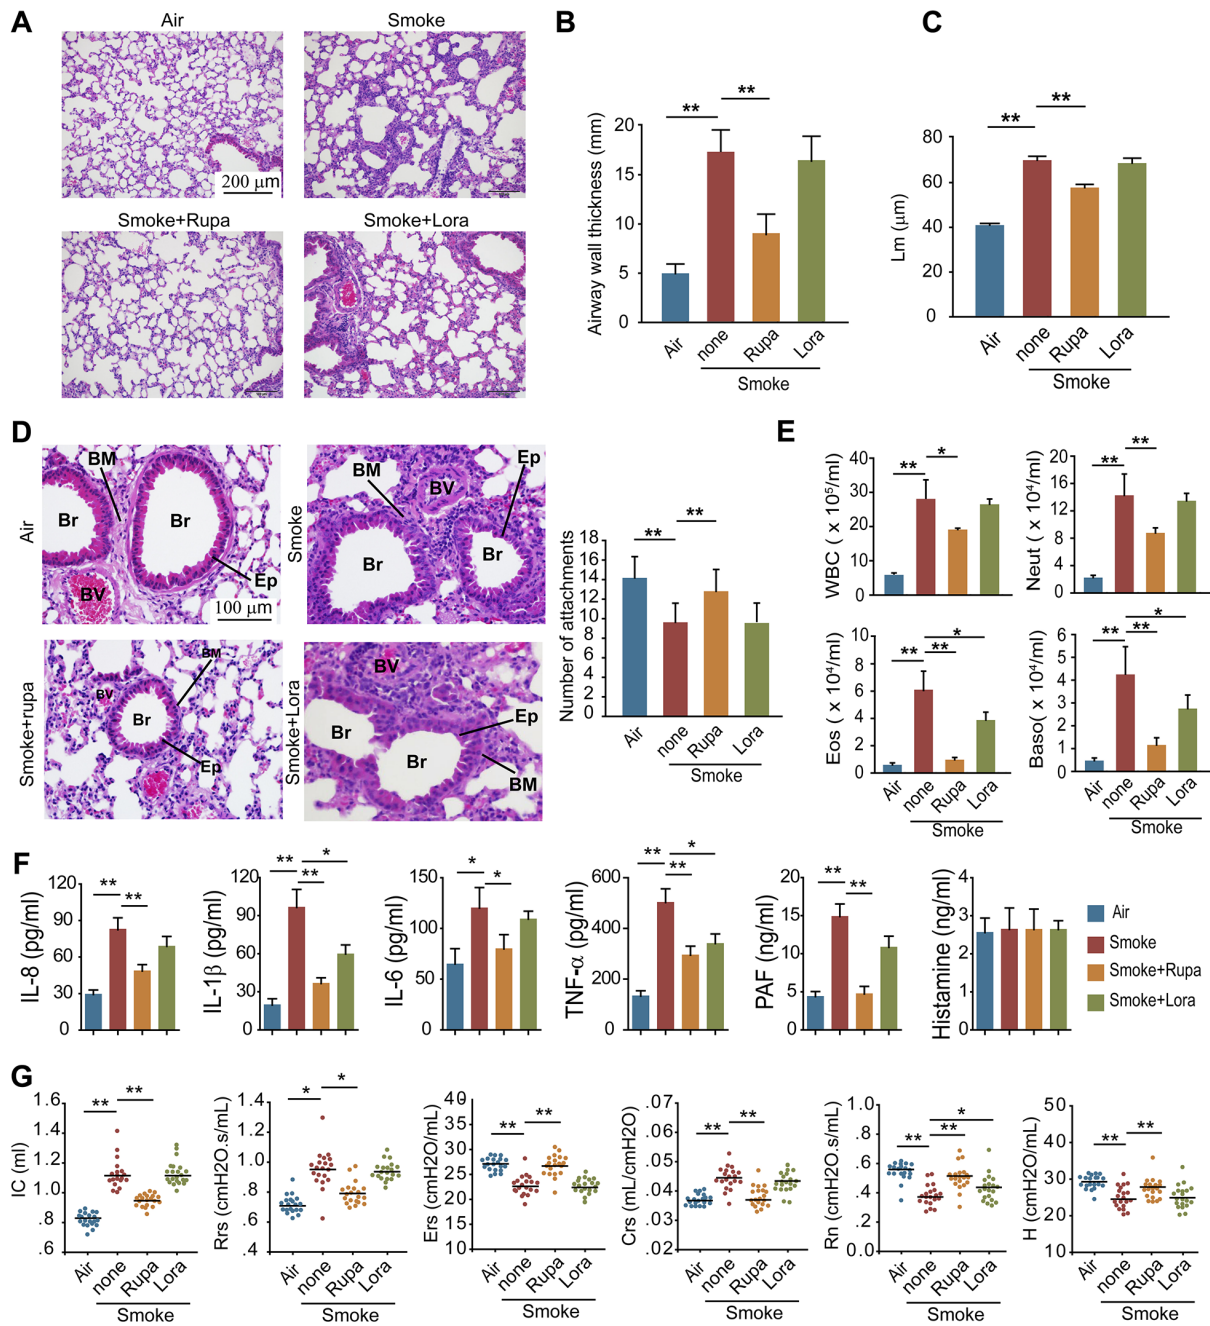 A
Air
Smoke
200 μm
Smoke+Rupa
Smoke+Lora
B
Airway wall thickness (mm)
20
15
10
5
0
**
**
Air
none
Rupa
Lora
Smoke
C
Lm (μm)
80
60
40
20
0
**
**
Air
none
Rupa
Lora
Smoke
D
Air
BM
Br
Br
BV
Ep
100 μm
Smoke
BM
Ep
BV
Br
Br
Smoke+rupa
BM
BV
Br
Ep
Smoke+Lora
BV
Br
Ep
Br
BM
Number of attachments
18
16
14
12
10
8
6
4
2
0
**
**
Air
none
Rupa
Lora
Smoke
E
WBC ( x 10⁵/ml)
40
30
20
10
0
**
*
Neut ( x 10⁴/ml)
20
15
10
5
0
**
**
Eos ( x 10⁴/ml)
10
8
6
4
2
0
**
**
*
Air
none
Rupa
Lora
Smoke
Baso( x 10⁴/ml)
6
5
4
3
2
1
0
**
**
*
Air
none
Rupa
Lora
Smoke
F
IL-8 (pg/ml)
120
90
60
30
0
**
**
IL-1β (pg/ml)
120
90
60
30
0
**
**
*
IL-6 (pg/ml)
150
100
50
0
*
*
TNF-α (pg/ml)
600
400
200
0
**
**
*
PAF (ng/ml)
20
15
10
5
0
**
**
Histamine (ng/ml)
4
3
2
1
0
Air
Smoke
Smoke+Rupa
Smoke+Lora
G
IC (ml)
1.6
1.4
1.2
1.0
.8
.6
**
**
Air
none
Rupa
Lora
Smoke
Rrs (cmH2O.s/mL)
1.4
1.2
1.0
.8
.6
.4
*
*
Air
none
Rupa
Lora
Smoke
Ers (cmH2O/mL)
40
35
30
25
20
15
10
**
**
Air
none
Rupa
Lora
Smoke
Crs (mL/cmH2O)
.07
.06
.05
.04
.03
.02
**
**
Air
none
Rupa
Lora
Smoke
Rn (cmH2O.s/mL)
1.0
0.8
.6
.4
.2
0.0
**
**
*
Air
none
Rupa
Lora
Smoke
H (cmH2O/mL)
50
40
30
20
10
**
**
Air
none
Rupa
Lora
Smoke